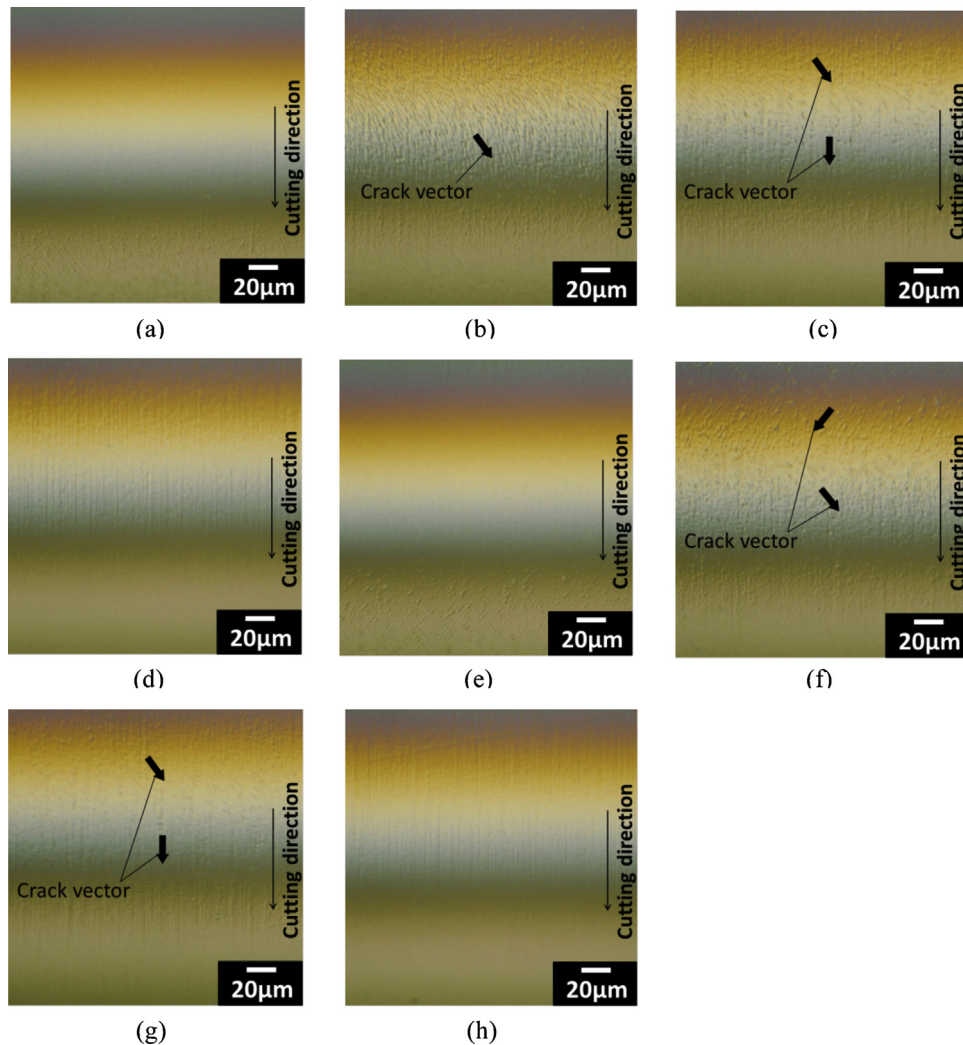 Cutting direction
20μm
(a)
Crack vector
Cutting direction
20μm
(b)
Crack vector
Cutting direction
20μm
(c)
Cutting direction
20μm
(d)
Cutting direction
20μm
(e)
Crack vector
Cutting direction
20μm
(f)
Crack vector
Cutting direction
20μm
(g)
Cutting direction
20μm
(h)